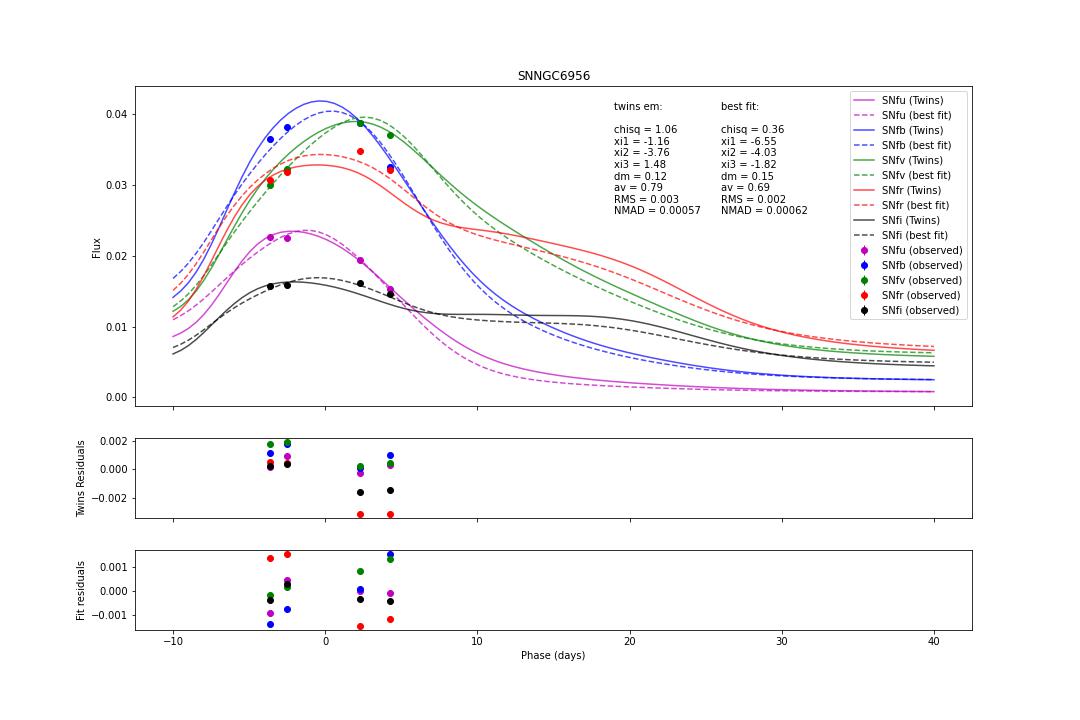 SNNGC6956
Flux
0.04
0.03
0.02
0.01
0.00
twins em:
chisq = 1.06
xi1 = -1.16
xi2 = -3.76
xi3 = 1.48
dm = 0.12
av = 0.79
RMS = 0.003
NMAD = 0.00057
best fit:
chisq = 0.36
xi1 = -6.55
xi2 = -4.03
xi3 = -1.82
dm = 0.15
av = 0.69
RMS = 0.002
NMAD = 0.00062
SNfu (Twins)
SNfu (best fit)
SNfb (Twins)
SNfb (best fit)
SNfv (Twins)
SNfv (best fit)
SNfr (Twins)
SNfr (best fit)
SNfi (Twins)
SNfi (best fit)
SNfu (observed)
SNfb (observed)
SNfv (observed)
SNfr (observed)
SNfi (observed)
Twins Residuals
0.002
0.000
−0.002
Fit residuals
0.001
0.000
−0.001
−10
0
10
20
30
40
Phase (days)